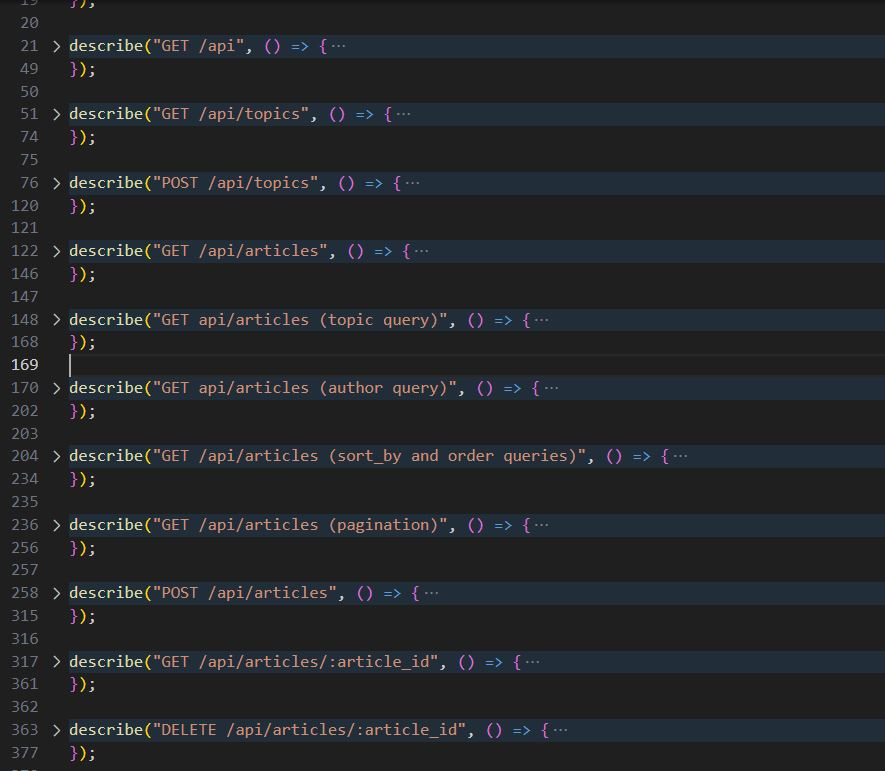 19 });
20
21 > describe("GET /api", () => { ···
49 });
50
51 > describe("GET /api/topics", () => { ···
74 });
75
76 > describe("POST /api/topics", () => { ···
120 });
121
122 > describe("GET /api/articles", () => { ···
146 });
147
148 > describe("GET api/articles (topic query)", () => { ···
168 });
169
170 > describe("GET api/articles (author query)", () => { ···
202 });
203
204 > describe("GET /api/articles (sort_by and order queries)", () => { ···
234 });
235
236 > describe("GET /api/articles (pagination)", () => { ···
256 });
257
258 > describe("POST /api/articles", () => { ···
315 });
316
317 > describe("GET /api/articles/:article_id", () => { ···
361 });
362
363 > describe("DELETE /api/articles/:article_id", () => { ···
377 });